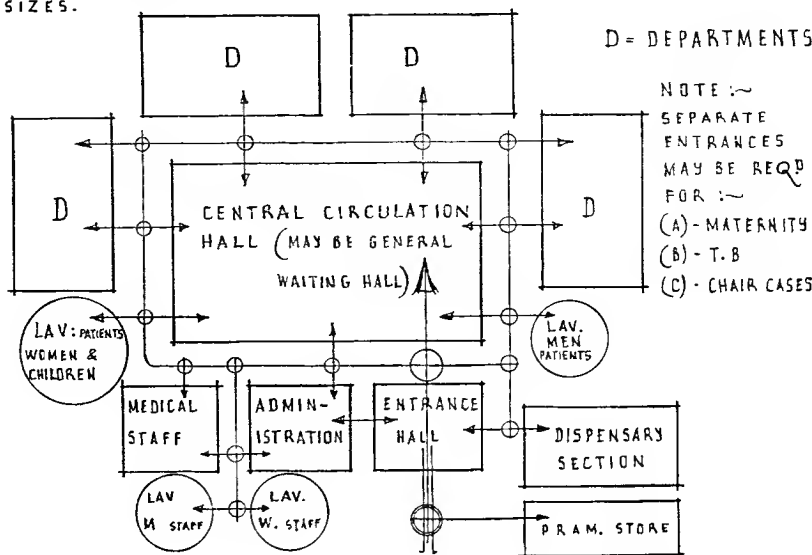 SIZES.
D = DEPARTMENTS
D
D
NOTE :~
SEPARATE
ENTRANCES
MAY BE REQD
FOR :~
(A) - MATERNITY
(B) - T.B
(C) - CHAIR CASES
D
D
CENTRAL CIRCULATION
HALL (MAY BE GENERAL
WAITING HALL)
LAV: PATIENTS
WOMEN &
CHILDREN
LAV.
MEN
PATIENTS
MEDICAL
STAFF
ADMIN-
ISTRATION
ENTRANCE
HALL
DISPENSARY
SECTION
LAV
M STAFF
LAV.
W. STAFF
PRAM. STORE